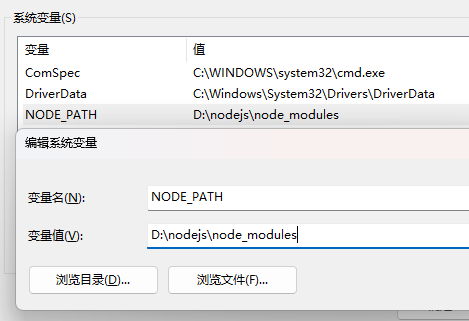 系统变量(S)
变量 值
ComSpec C:\WINDOWS\system32\cmd.exe
DriverData C:\Windows\System32\Drivers\DriverData
NODE_PATH D:\nodejs\node_modules
编辑系统变量
变量名(N): NODE_PATH
变量值(V): D:\nodejs\node_modules
浏览目录(D)... 浏览文件(F)...